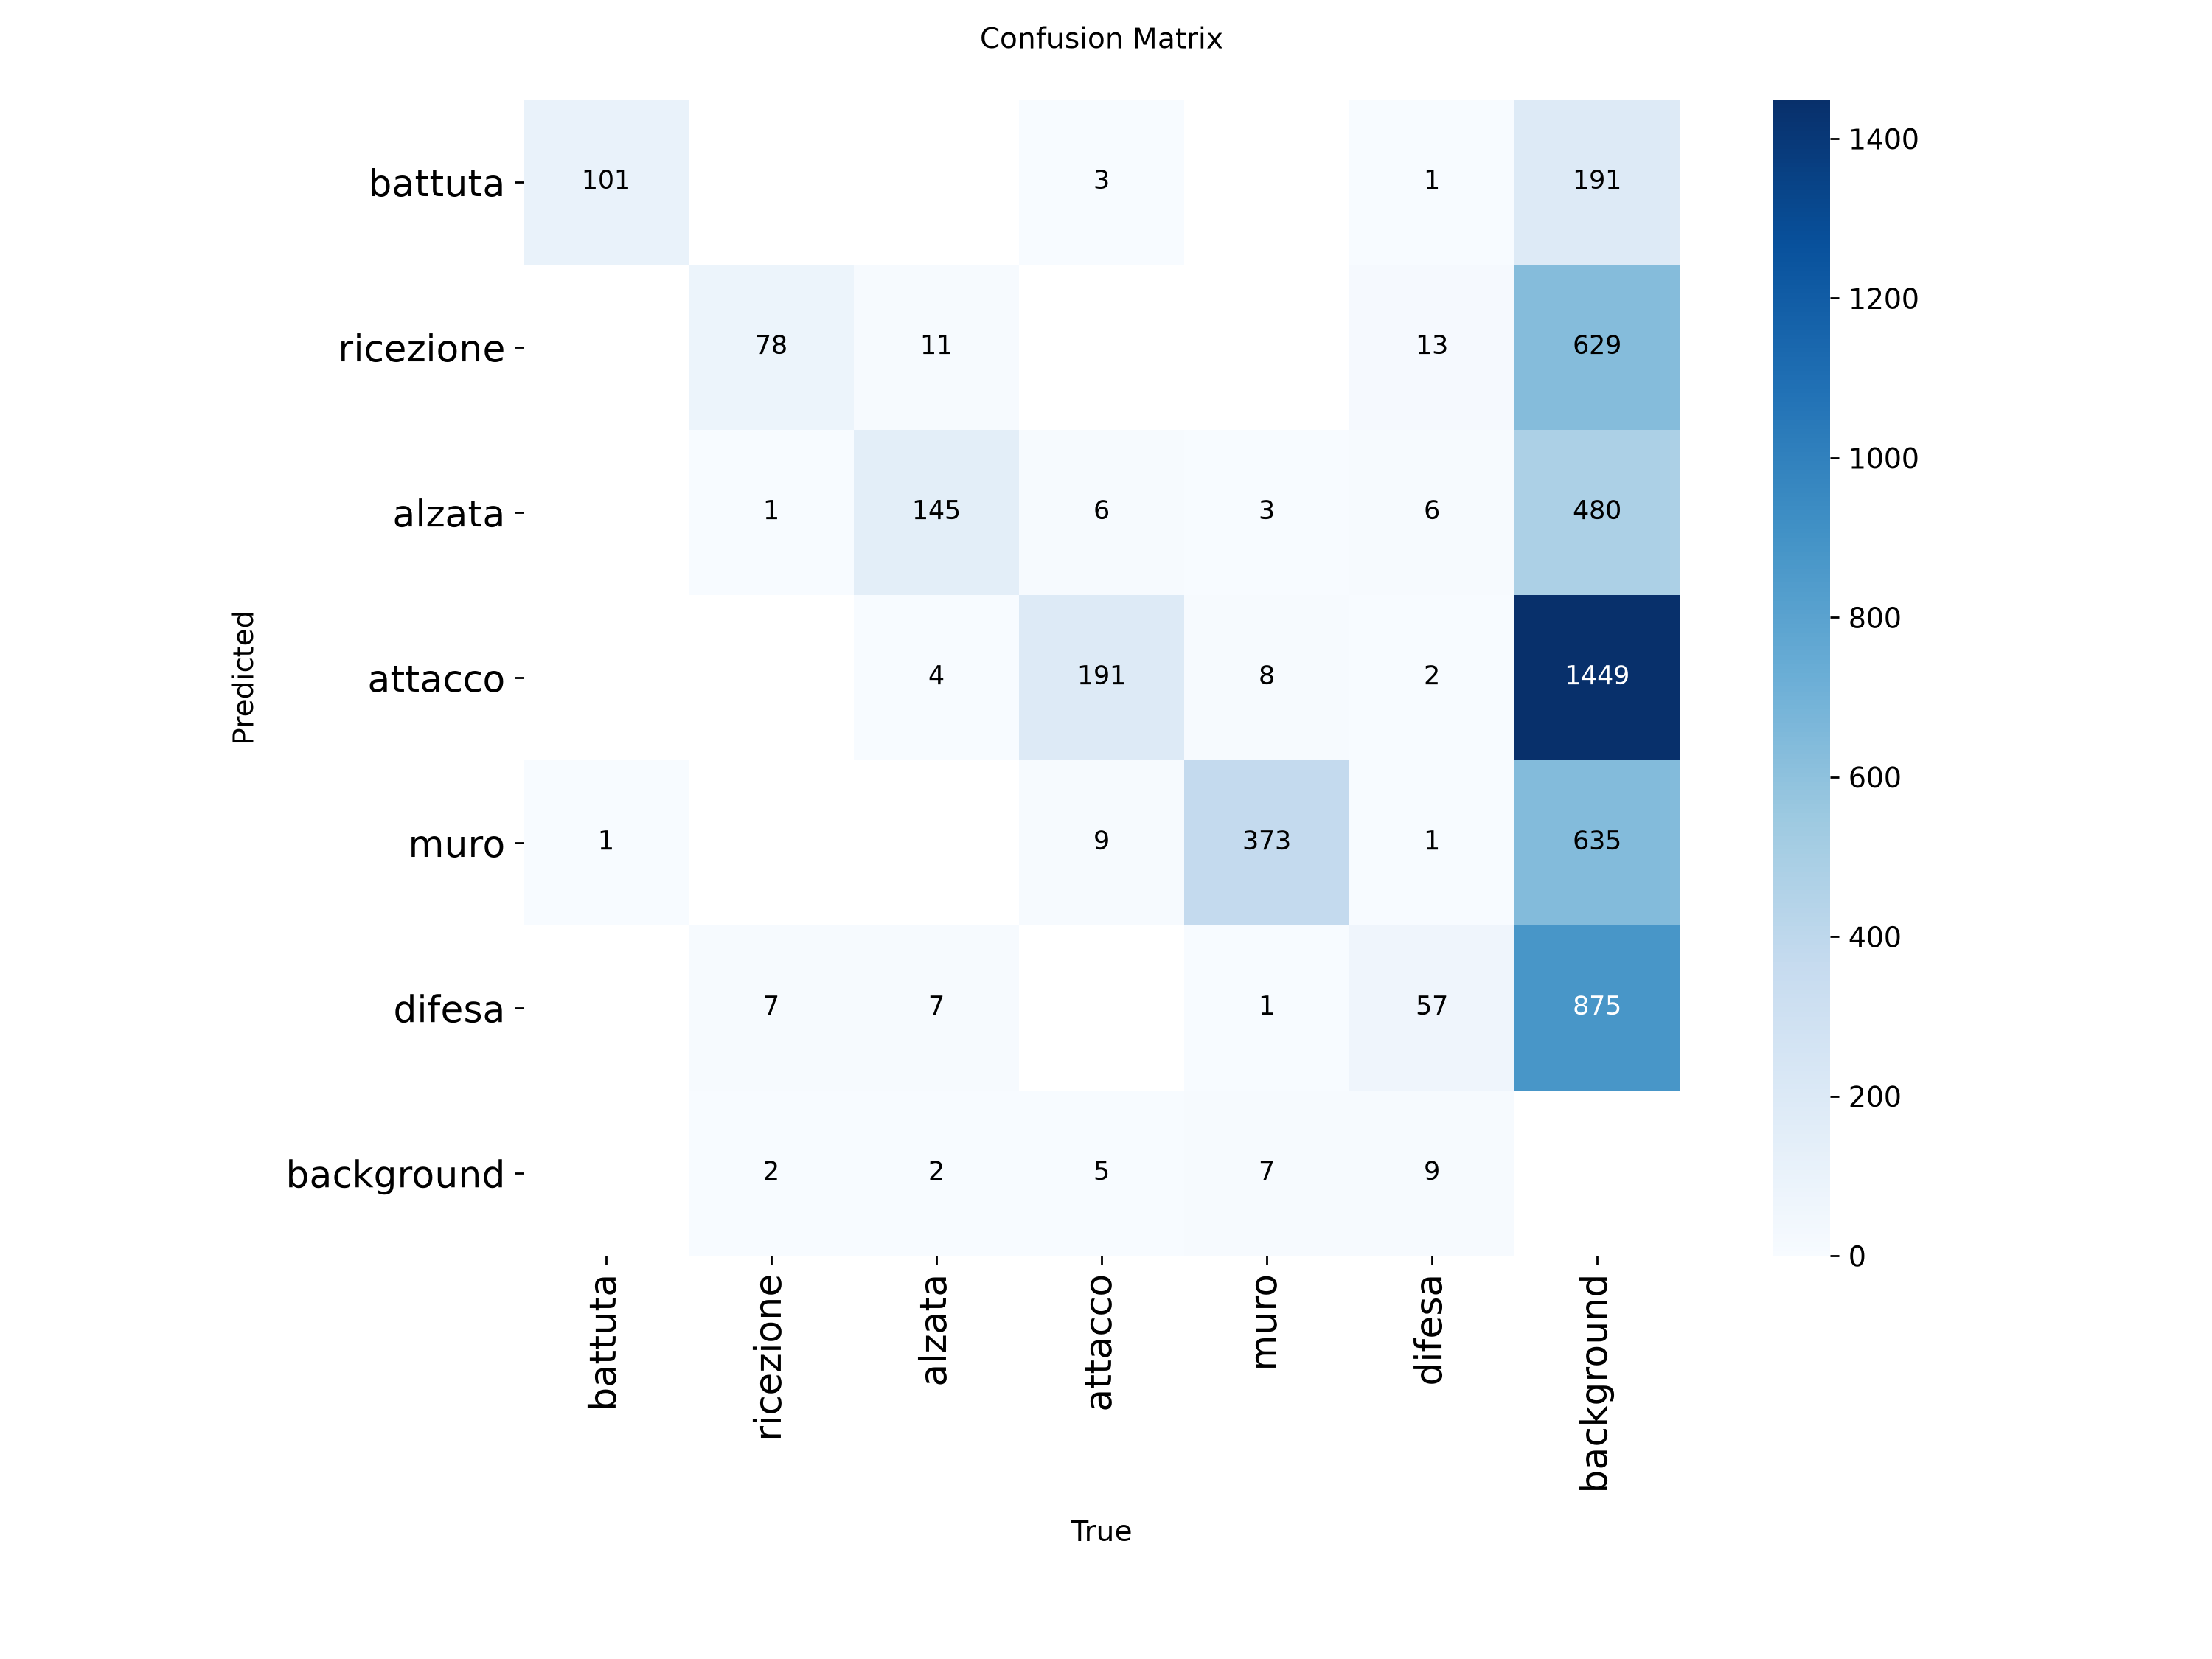 Confusion Matrix
battuta 101 3 1 191
ricezione 78 11 13 629
alzata 1 145 6 3 6 480
attacco 4 191 8 2 1449
muro 1 9 373 1 635
difesa 7 7 1 57 875
background 2 2 5 7 9
Predicted
battuta ricezione alzata attacco muro difesa background
True
1400
1200
1000
800
600
400
200
0